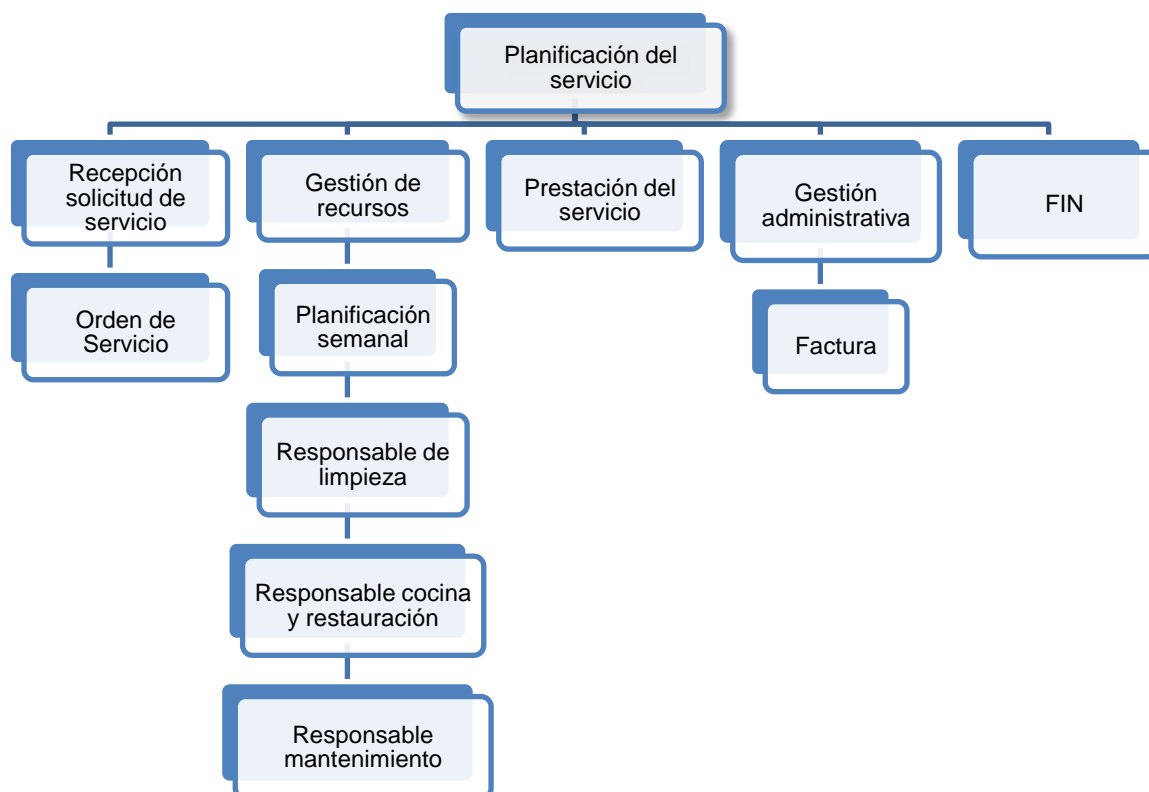 Planificación del
servicio
Recepción
solicitud de
servicio
Gestión de
recursos
Prestación del
servicio
Gestión
administrativa
FIN
Orden de
Servicio
Planificación
semanal
Factura
Responsable de
limpieza
Responsable cocina
y restauración
Responsable
mantenimiento